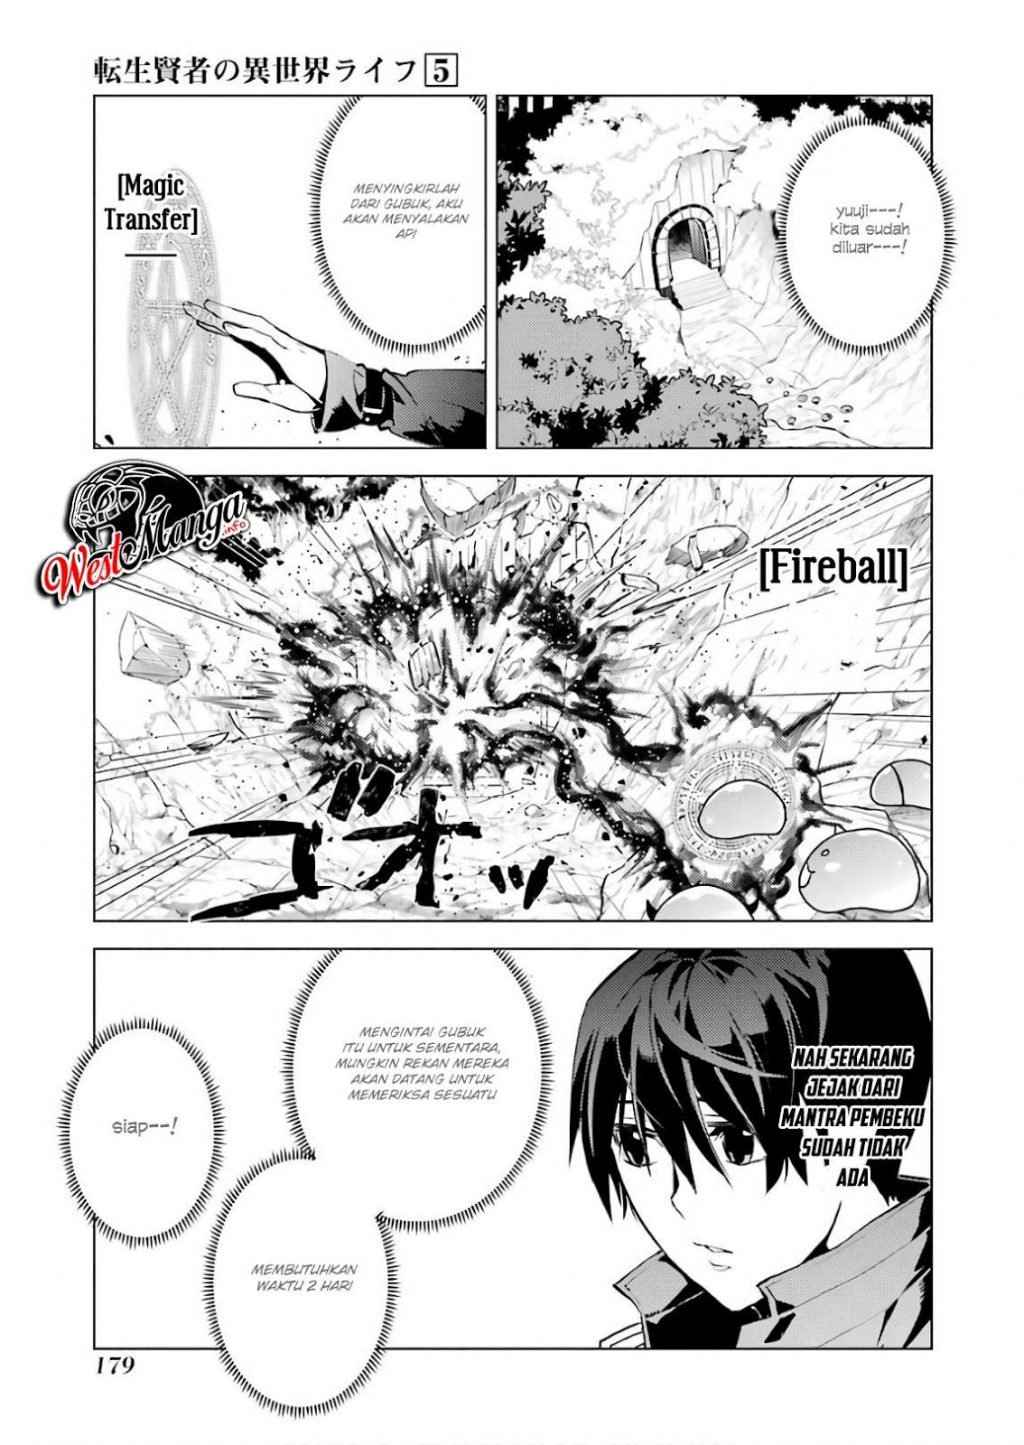 転生賢者の異世界ライフ 5
yuuji---!
kita sudah
diluar---!
MENYINGKIRLAH
DARI GUBUK, AKU
AKAN MENYALAKAN
API
[Magic
Transfer]
WestManga
.info
[Fireball]
ゴオッ
NAH SEKARANG
JEJAK DARI
MANTRA PEMBEKU
SUDAH TIDAK
ADA
MENGINTAI GUBUK
ITU UNTUK SEMENTARA,
MUNGKIN REKAN MEREKA
AKAN DATANG UNTUK
MEMERIKSA SESUATU
MEMBUTUHKAN
WAKTU 2 HARI
siap--!
179